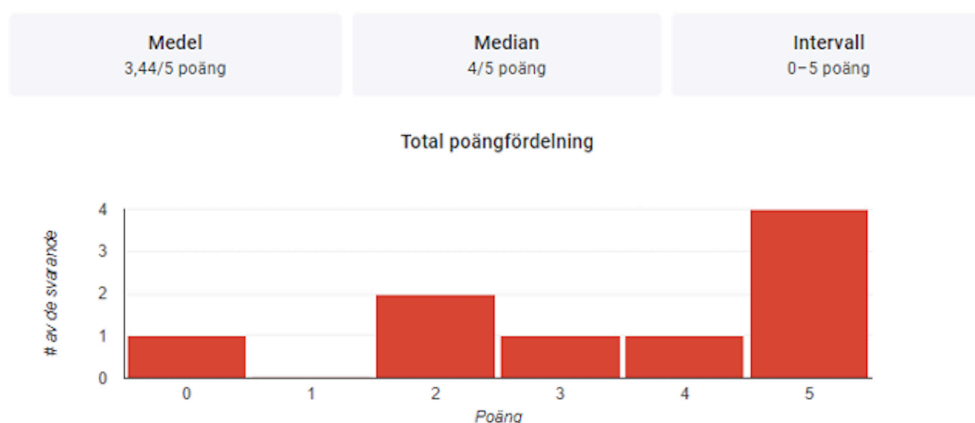 Medel
3,44/5 poäng
Median
4/5 poäng
Intervall
0–5 poäng
Total poängfördelning
# av de svarande
4
3
2
1
0
0 1 2 3 4 5
Poäng